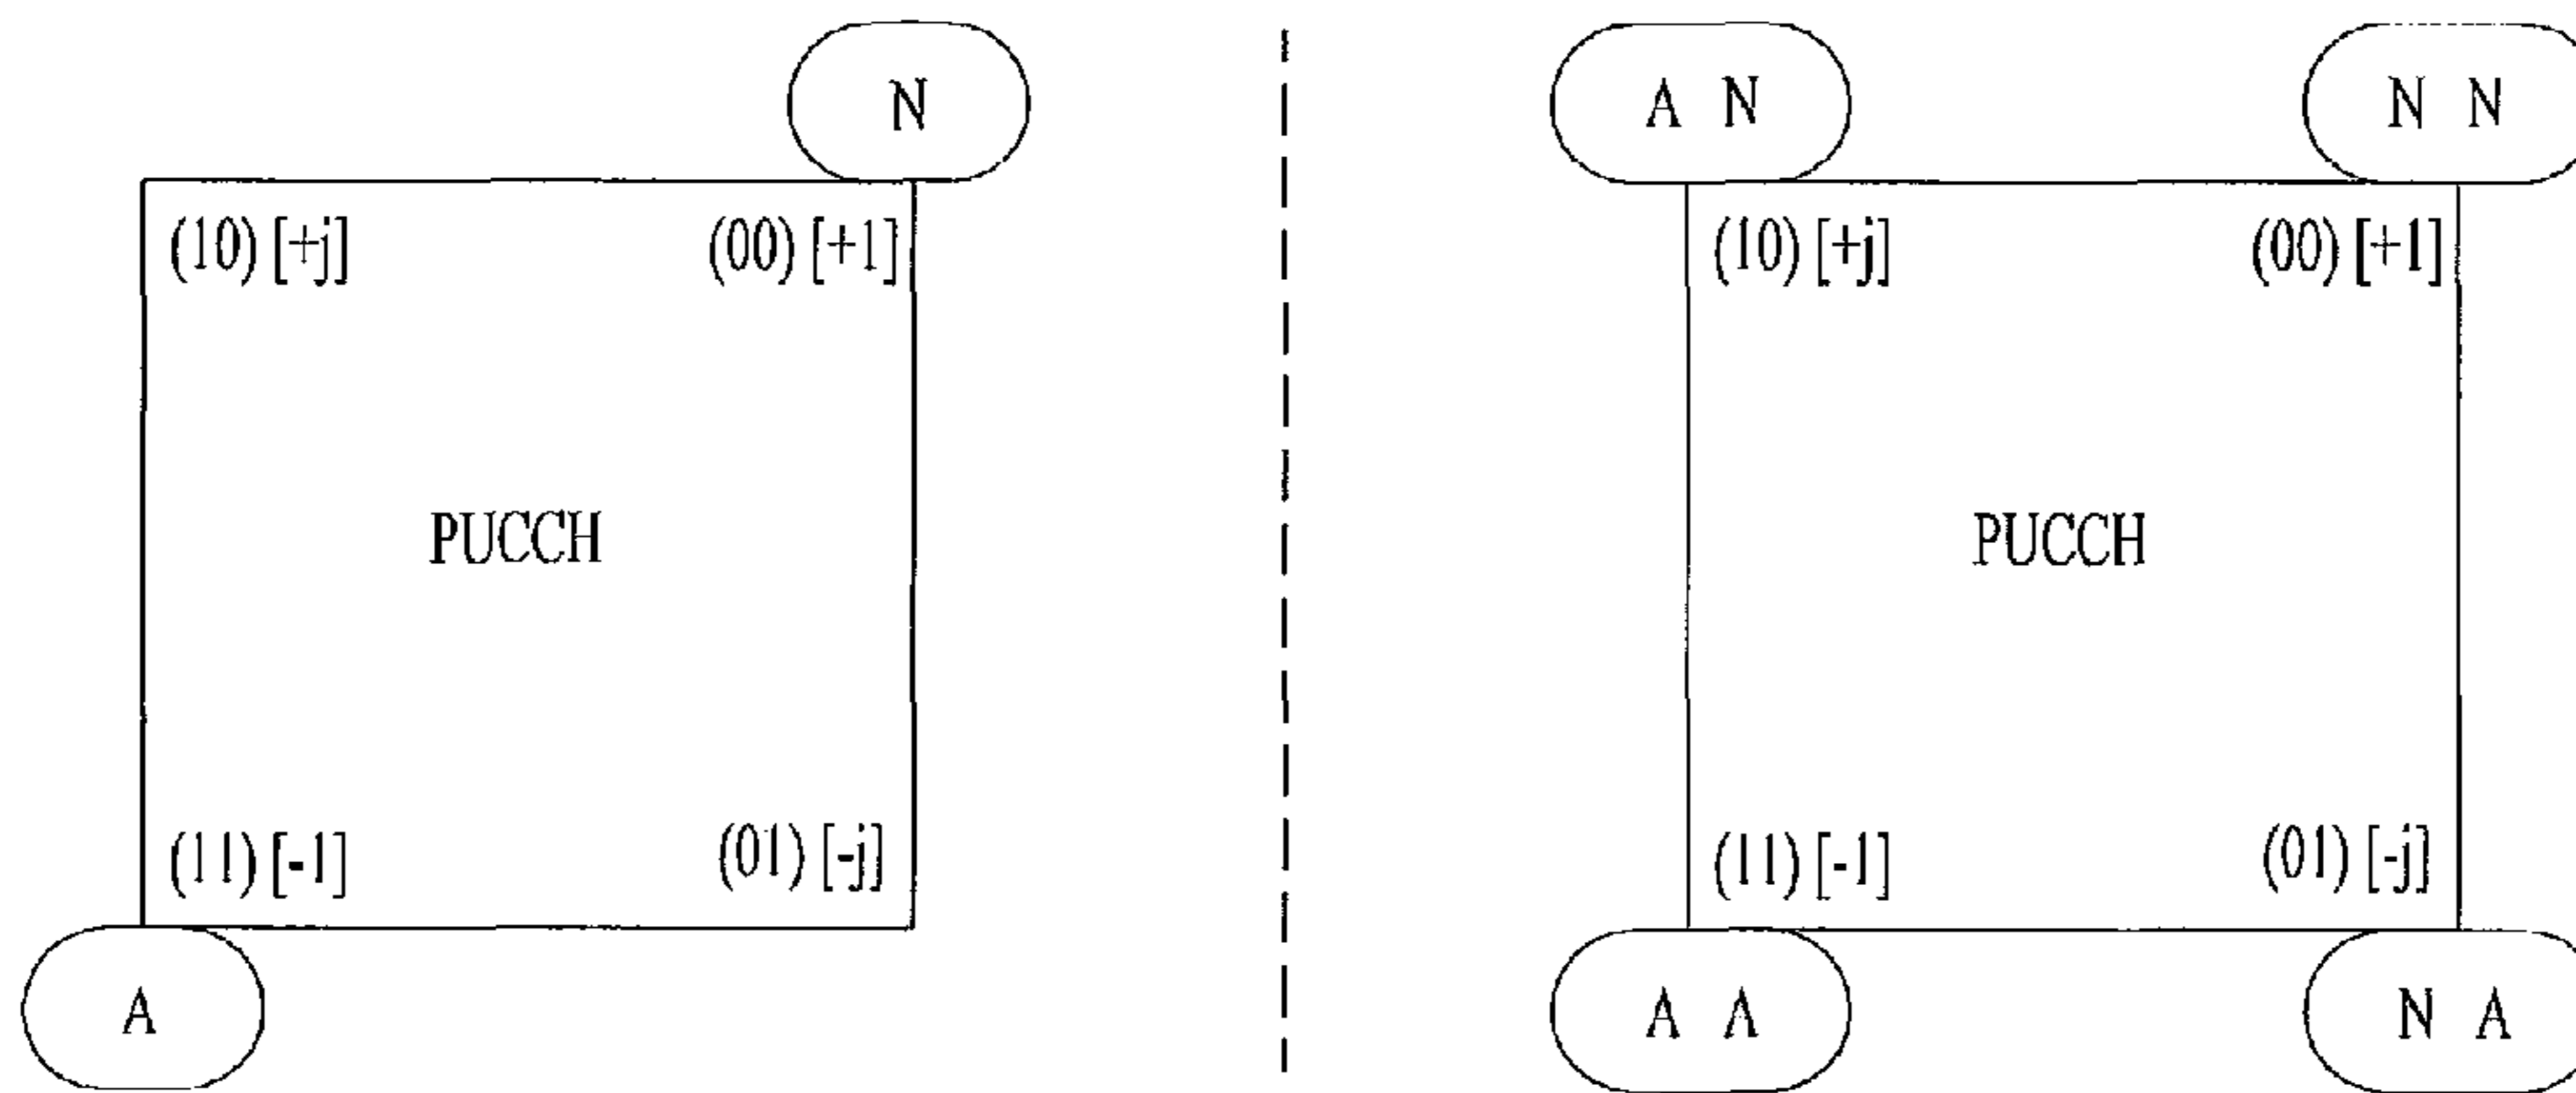 N
(10) [+j] (00) [+1]
PUCCH
(11) [-1] (01) [-j]
A
A N N N
(10) [+j] (00) [+1]
PUCCH
(11) [-1] (01) [-j]
A A N A